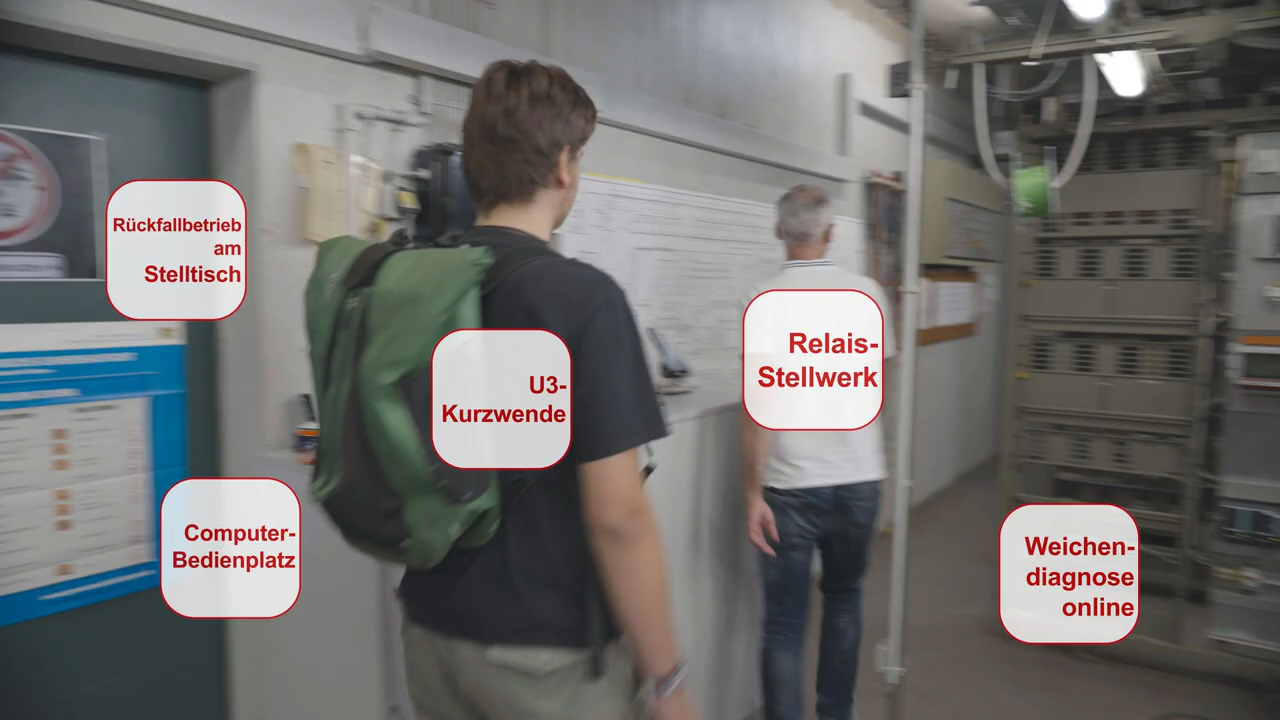 Rückfallbetrieb
am
Stelltisch
U3-
Kurzwende
Relais-
Stellwerk
Computer-
Bedienplatz
Weichen-
diagnose
online